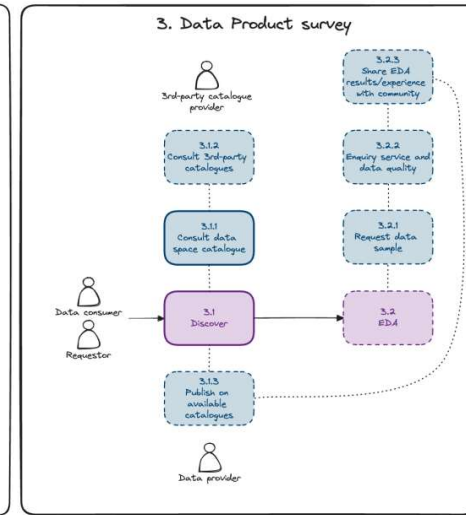 3. Data Product survey
3rd-party catalogue
provider
3.1.2
Consult 3rd-party
catalogues
3.1.1
Consult data
space catalogue
Data consumer
Requestor
3.1
Discover
3.1.3
Publish on
available
catalogues
Data provider
3.2.3
Share EDA
results/experience
with community
3.2.2
Enquiry service and
data quality
3.2.1
Request data
sample
3.2
EDA